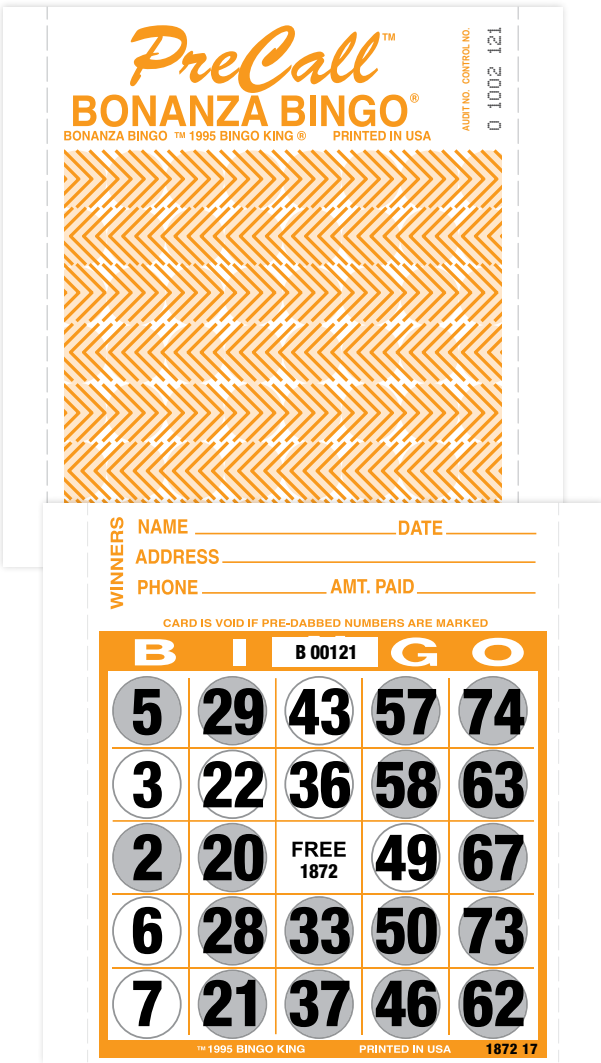 PreCall™
BONANZA BINGO®
BONANZA BINGO ™ 1995 BINGO KING ® PRINTED IN USA
AUDIT NO. CONTROL NO.
0 1002 121
WINNERS
NAME DATE
ADDRESS
PHONE AMT. PAID
CARD IS VOID IF PRE-DABBED NUMBERS ARE MARKED
B I G O
B 00121
5 29 43 57 74
3 22 36 58 63
2 20 FREE 1872 49 67
6 28 33 50 73
7 21 37 46 62
™ 1995 BINGO KING PRINTED IN USA 1872 17